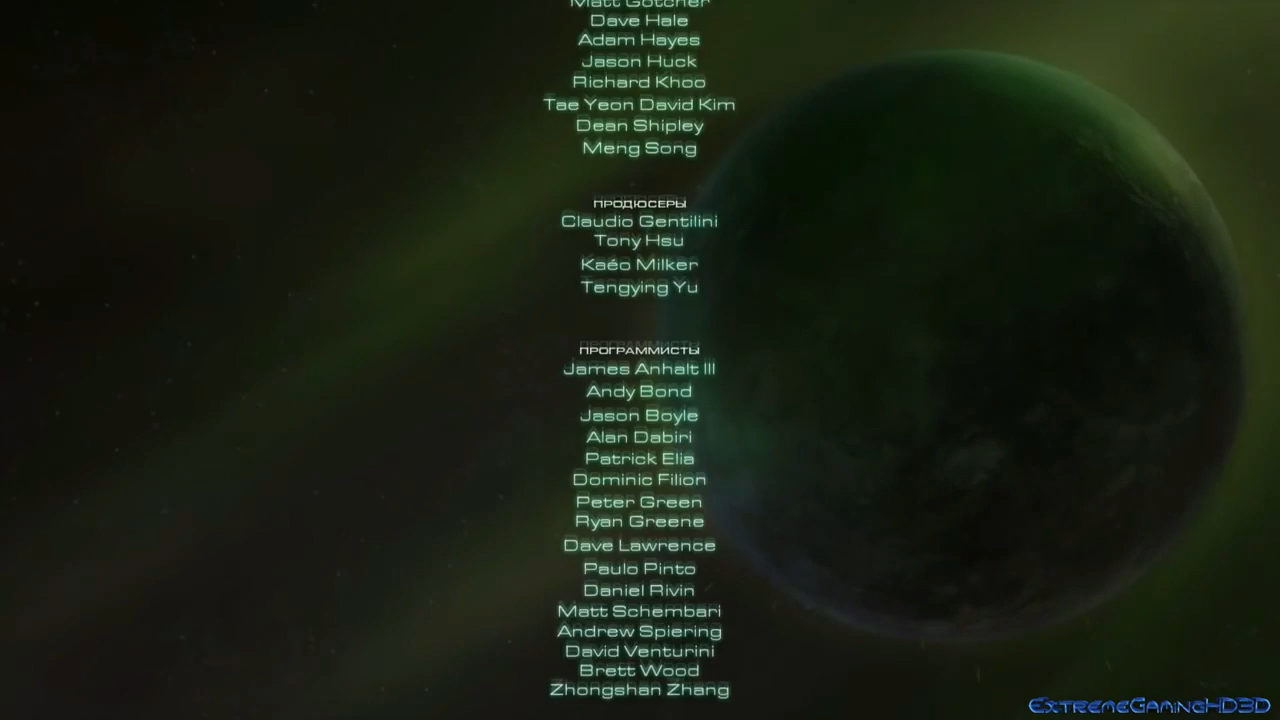 Matt Gotcher
Dave Hale
Adam Hayes
Jason Huck
Richard Khoo
Tae Yeon David Kim
Dean Shipley
Meng Song
ПРОДЮСЕРЫ
Claudio Gentilini
Tony Hsu
Kaéo Milker
Tengying Yu
ПРОГРАММИСТЫ
James Anhalt III
Andy Bond
Jason Boyle
Alan Dabiri
Patrick Elia
Dominic Filion
Peter Green
Ryan Greene
Dave Lawrence
Paulo Pinto
Daniel Rivin
Matt Schembari
Andrew Spiering
David Venturini
Brett Wood
Zhongshan Zhang
ExtremeGamingHD3D